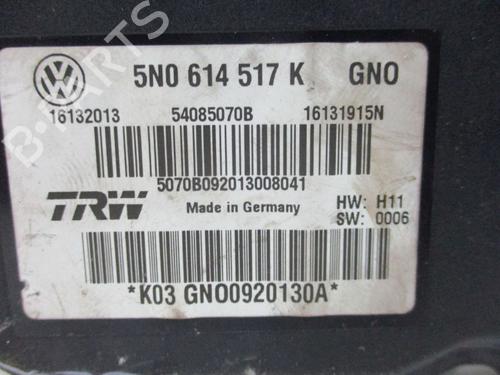 B-PARTS
5N0 614 517 K GNO
16132013 54085070B 16131915N
5070B092013008041
TRW Made in Germany HW: H11
SW: 0006
*K03 GNO0920130A*